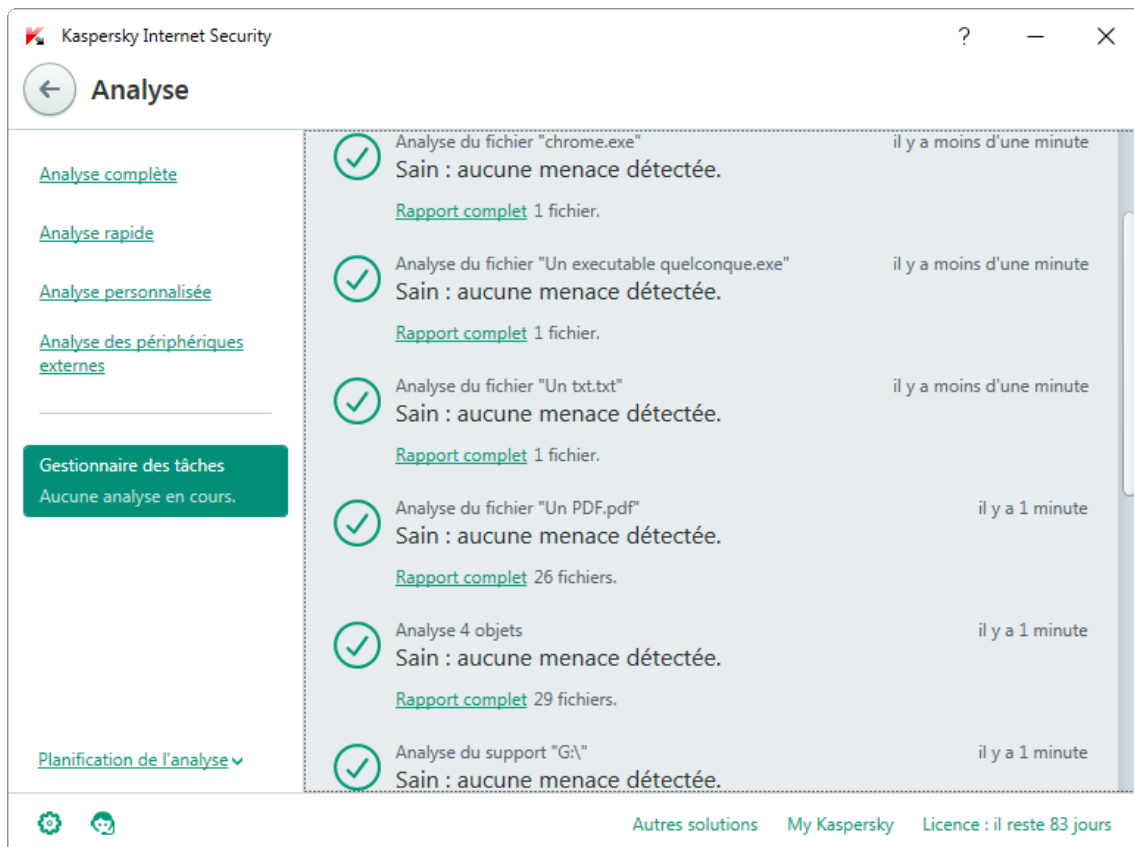 Kaspersky Internet Security
?
Analyse
Analyse complète
Analyse rapide
Analyse personnalisée
Analyse des périphériques
externes
Gestionnaire des tâches
Aucune analyse en cours.
Planification de l'analyse
Analyse du fichier "chrome.exe" il y a moins d'une minute
Sain : aucune menace détectée.
Rapport complet 1 fichier.
Analyse du fichier "Un executable quelconque.exe" il y a moins d'une minute
Sain : aucune menace détectée.
Rapport complet 1 fichier.
Analyse du fichier "Un txt.txt" il y a moins d'une minute
Sain : aucune menace détectée.
Rapport complet 1 fichier.
Analyse du fichier "Un PDF.pdf" il y a 1 minute
Sain : aucune menace détectée.
Rapport complet 26 fichiers.
Analyse 4 objets il y a 1 minute
Sain : aucune menace détectée.
Rapport complet 29 fichiers.
Analyse du support "G:\" il y a 1 minute
Sain : aucune menace détectée.
Autres solutions My Kaspersky Licence : il reste 83 jours